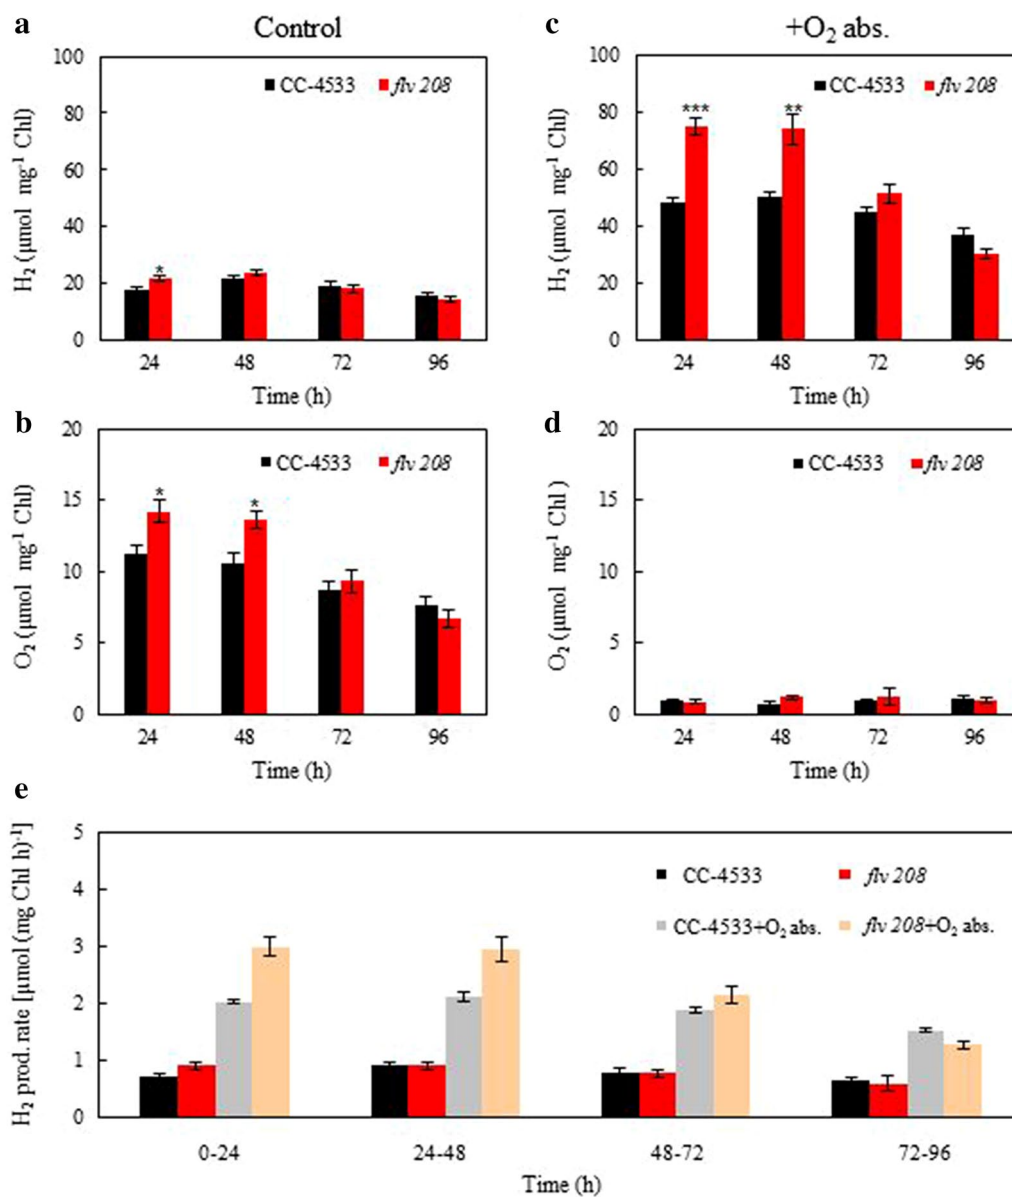 a
Control
H₂ (μmol mg⁻¹ Chl)
CC-4533 flv 208
100
80
60
40
20
0
*
24 48 72 96
Time (h)
c
+O₂ abs.
H₂ (μmol mg⁻¹ Chl)
CC-4533 flv 208
100
80
60
40
20
0
*** **
24 48 72 96
Time (h)
b
O₂ (μmol mg⁻¹ Chl)
CC-4533 flv 208
20
15
10
5
0
* *
24 48 72 96
Time (h)
d
O₂ (μmol mg⁻¹ Chl )
CC-4533 flv 208
20
15
10
5
0
24 48 72 96
Time (h)
e
H₂ prod. rate [μmol (mg Chl h)⁻¹]
CC-4533 flv 208
CC-4533+O₂ abs. flv 208+O₂ abs.
5
4
3
2
1
0
0-24 24-48 48-72 72-96
Time (h)